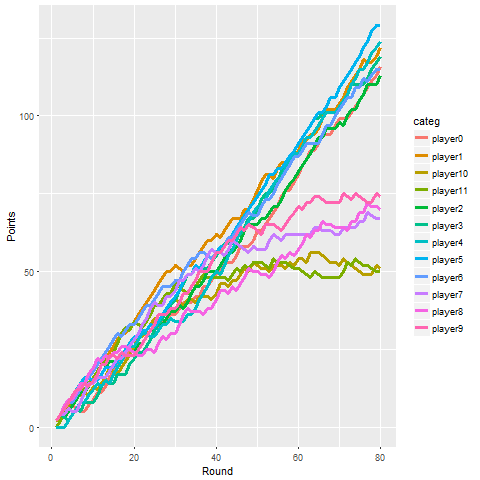 100
50
0
Points
0
20
40
60
80
Round
categ
player0
player1
player10
player11
player2
player3
player4
player5
player6
player7
player8
player9